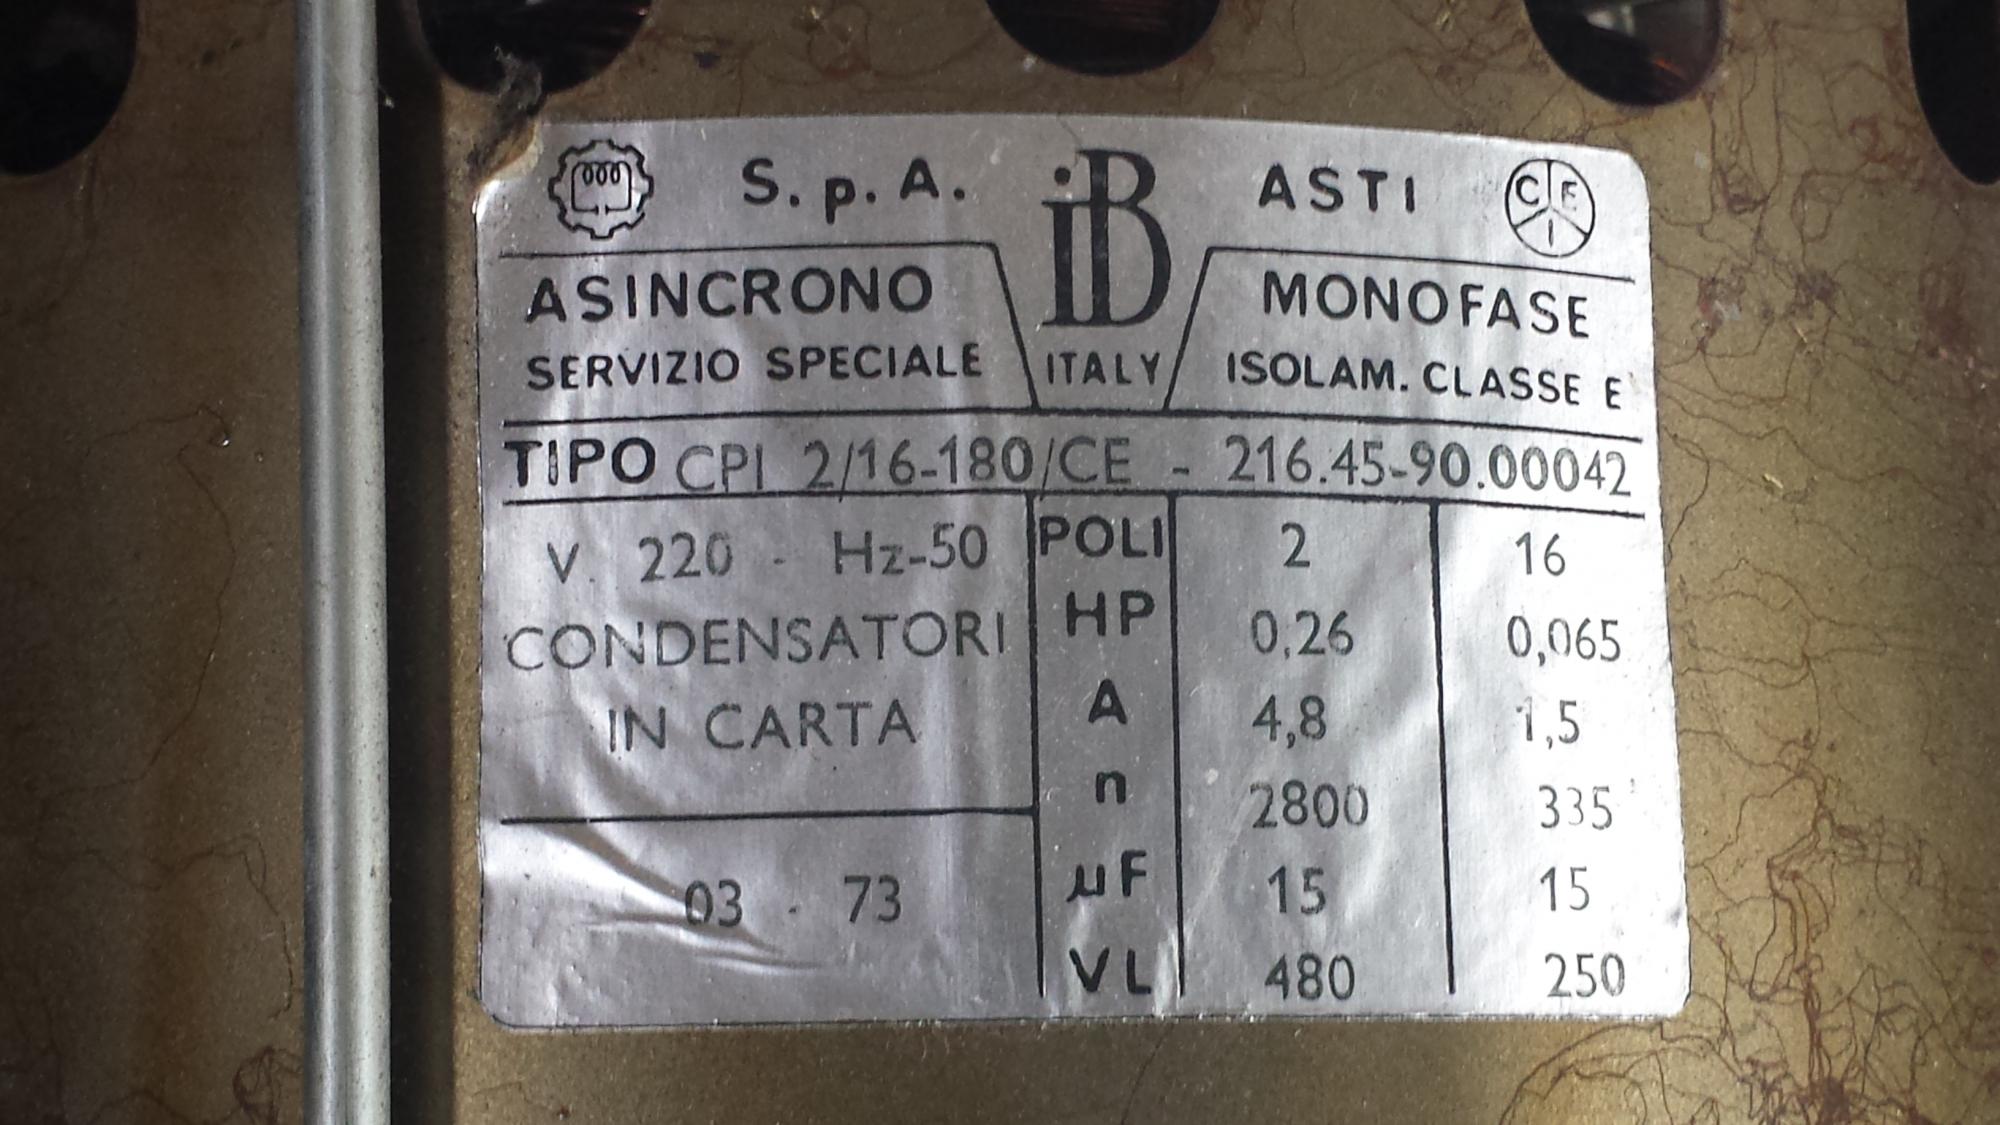 S.p.A. iB ASTI CEI
ASINCRONO MONOFASE
SERVIZIO SPECIALE ITALY ISOLAM. CLASSE E
TIPO CPI 2/16-180/CE - 216.45-90.00042
V. 220 - Hz-50 POLI 2 16
CONDENSATORI HP 0,26 0,065
IN CARTA A 4,8 1,5
n 2800 335
03 - 73 µF 15 15
VL 480 250